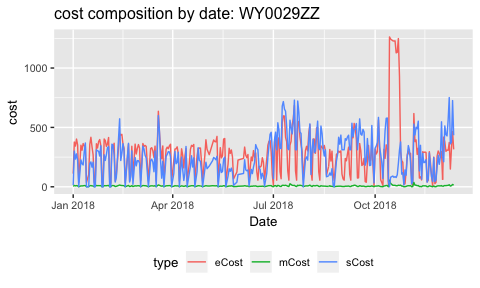 cost composition by date: WY0029ZZ
1000
500
0
cost
Jan 2018 Apr 2018 Jul 2018 Oct 2018
Date
type eCost mCost sCost